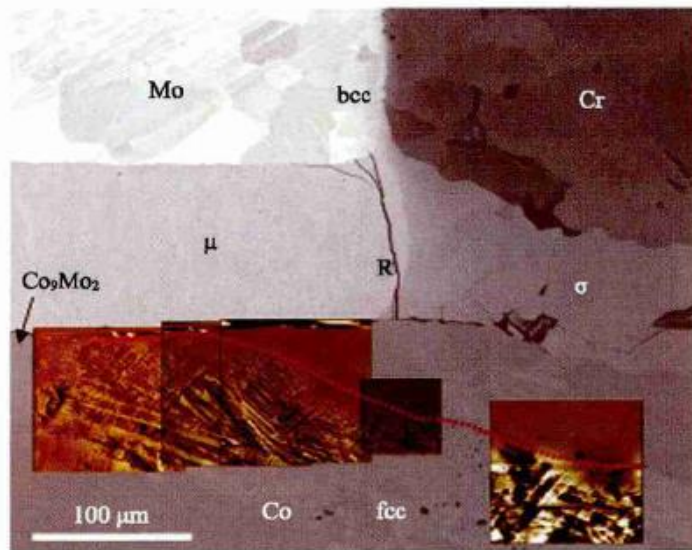 Mo
bcc
Cr
μ
R
σ
Co₉Mo₂
100 μm
Co
fcc